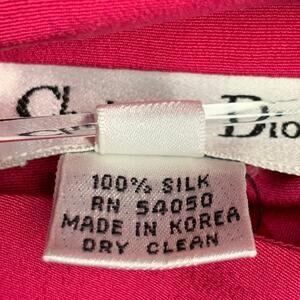 100% SILK
RN 54050
MADE IN KOREA
DRY CLEAN